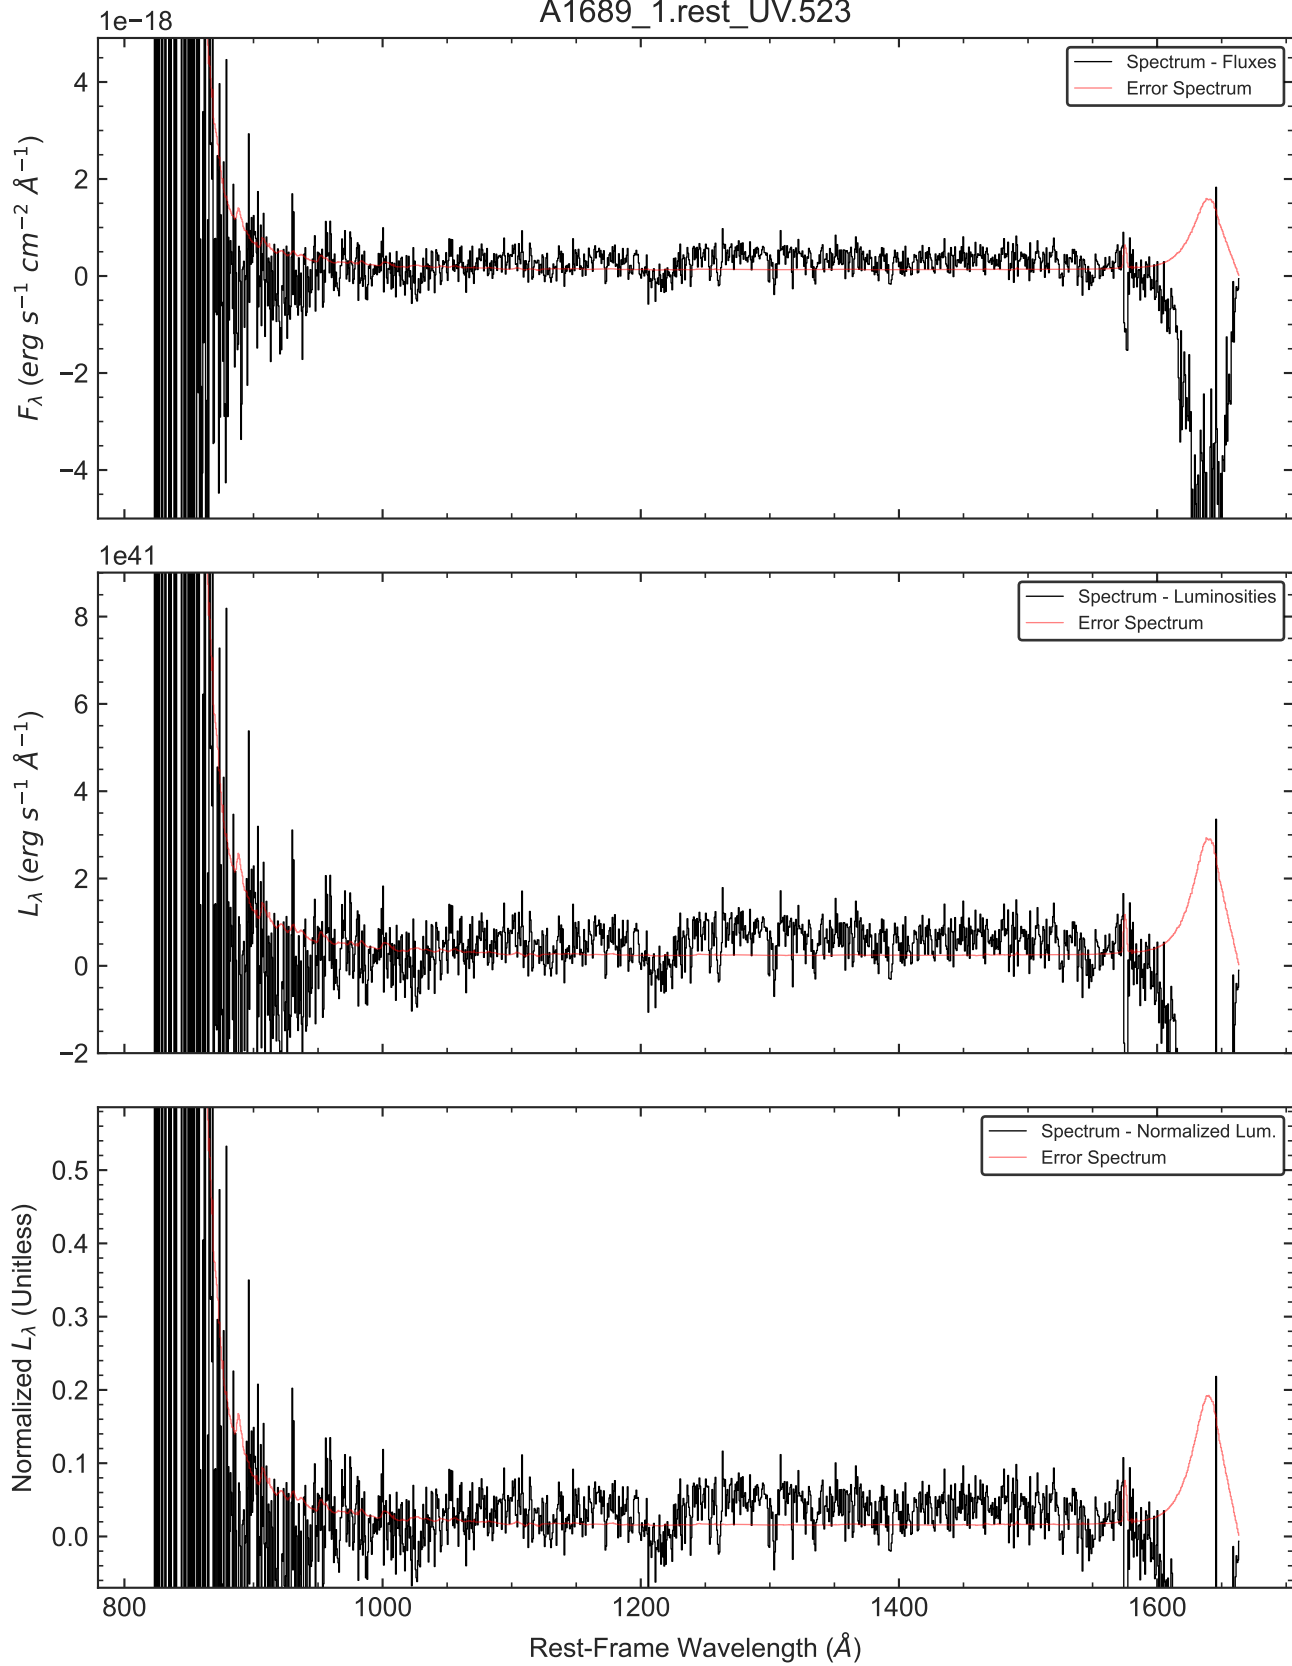 A1689_1.rest_UV.523
1e−18
Spectrum - Fluxes
Error Spectrum
4
2
0
−2
−4
F_λ (erg s⁻¹ cm⁻² Å⁻¹)
1e41
Spectrum - Luminosities
Error Spectrum
8
6
4
2
0
−2
L_λ (erg s⁻¹ Å⁻¹)
Spectrum - Normalized Lum.
Error Spectrum
0.5
0.4
0.3
0.2
0.1
0.0
Normalized L_λ (Unitless)
800 1000 1200 1400 1600
Rest-Frame Wavelength (Å)